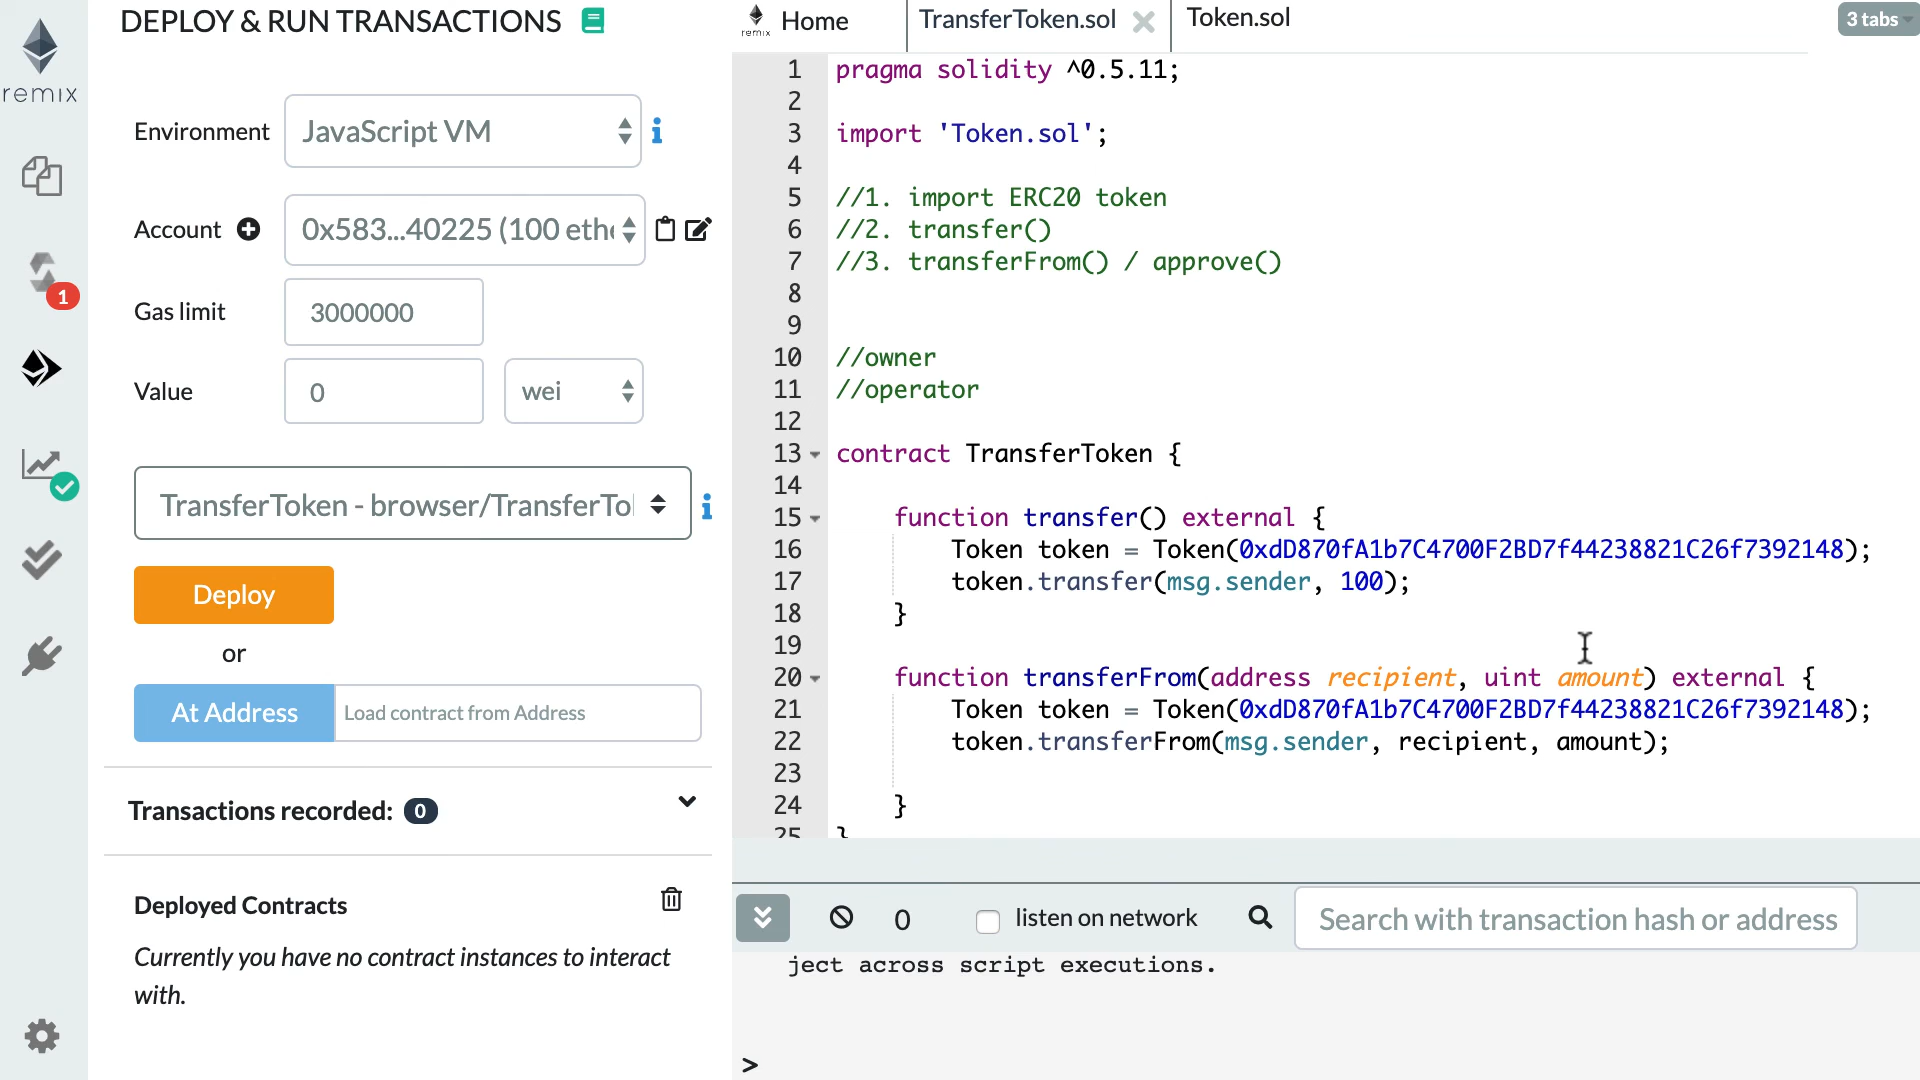 DEPLOY & RUN TRANSACTIONS
remix
Environment
JavaScript VM
Account
0x583...40225 (100 eth
Gas limit
3000000
Value
0
wei
TransferToken - browser/TransferTo
Deploy
or
At Address
Load contract from Address
Transactions recorded: 0
Deployed Contracts
Currently you have no contract instances to interact
with.
1
remix
Home
TransferToken.sol
Token.sol
3 tabs
1 pragma solidity ^0.5.11;
2
3 import 'Token.sol';
4
5 //1. import ERC20 token
6 //2. transfer()
7 //3. transferFrom() / approve()
8
9
10 //owner
11 //operator
12
13 contract TransferToken {
14
15 function transfer() external {
16 Token token = Token(0xdD870fA1b7C4700F2BD7f44238821C26f7392148);
17 token.transfer(msg.sender, 100);
18 }
19
20 function transferFrom(address recipient, uint amount) external {
21 Token token = Token(0xdD870fA1b7C4700F2BD7f44238821C26f7392148);
22 token.transferFrom(msg.sender, recipient, amount);
23
24 }
25 }
0
listen on network
Search with transaction hash or address
ject across script executions.
>